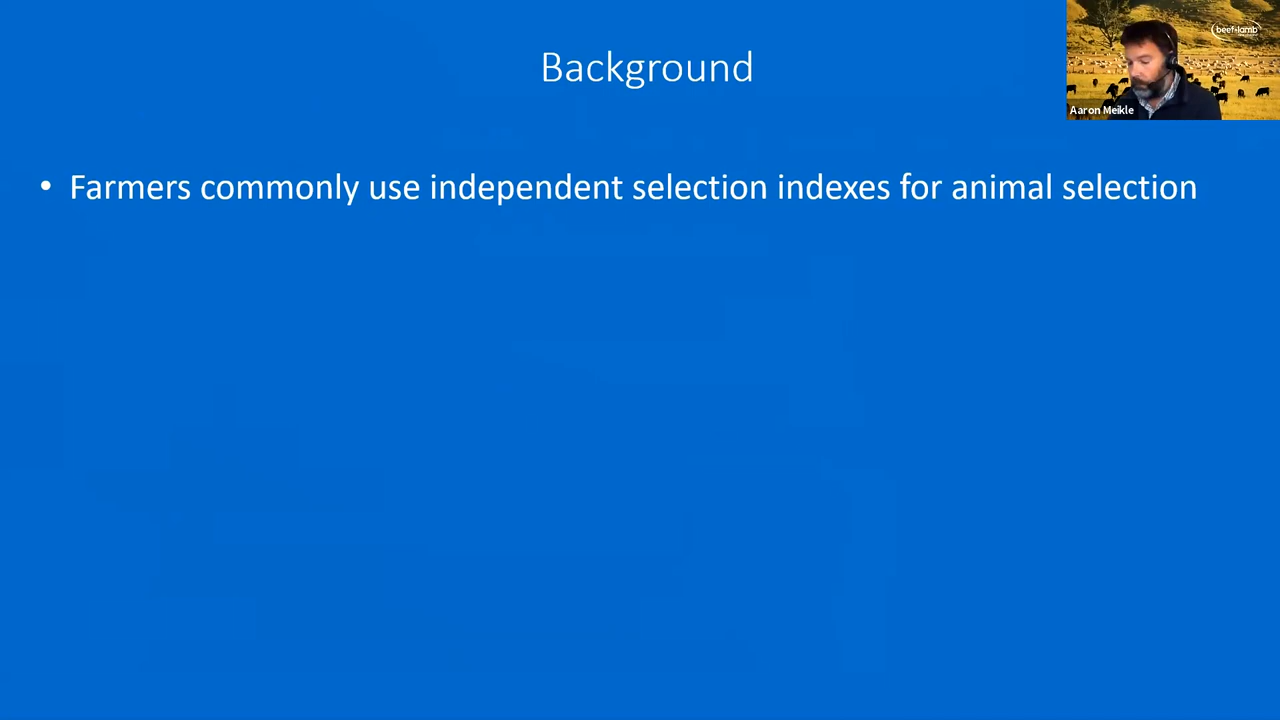 Background
beef+lamb
Aaron Meikle
• Farmers commonly use independent selection indexes for animal selection